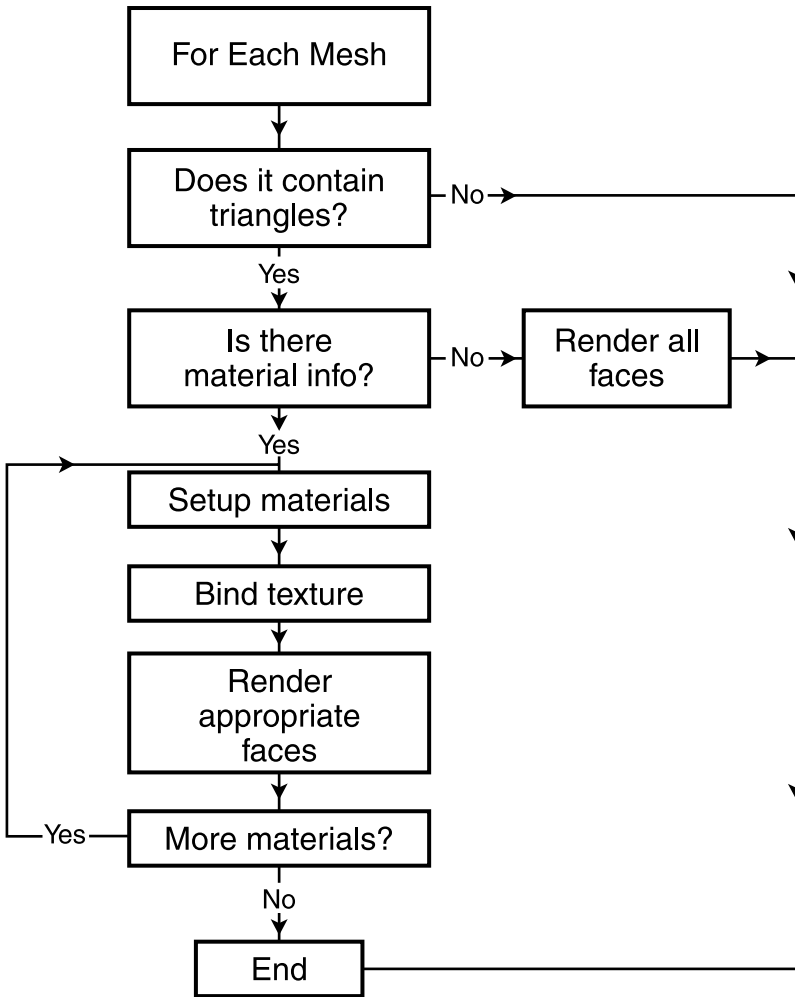 For Each Mesh
Does it contain
triangles?
No
Yes
Is there
material info?
No
Render all
faces
Yes
Setup materials
Bind texture
Render
appropriate
faces
More materials?
Yes
No
End